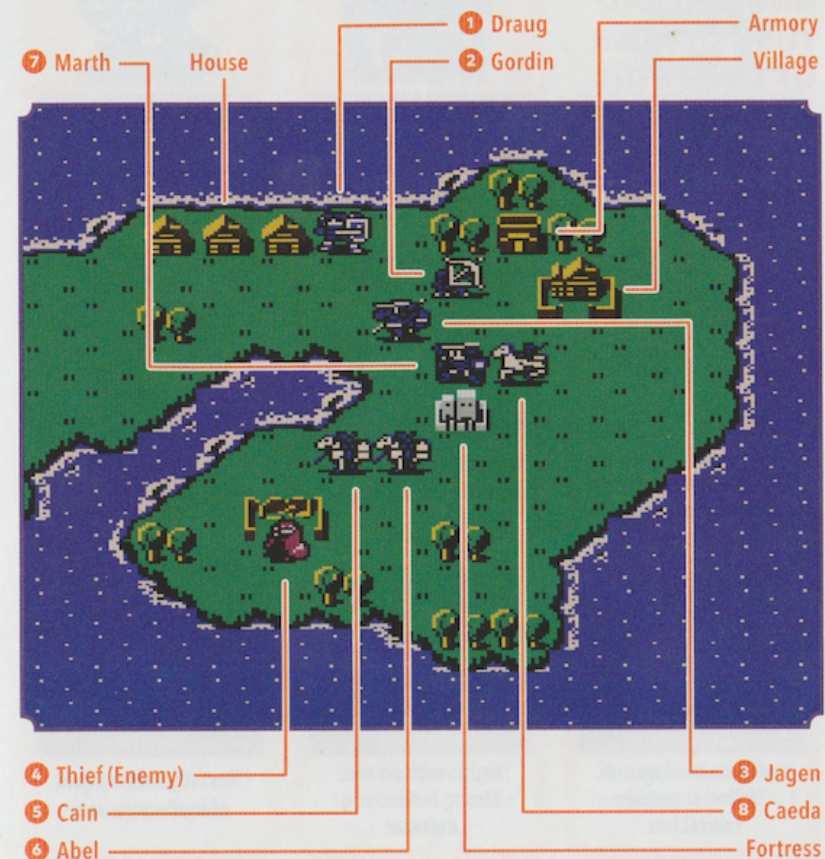 ❶ Draug
Armory
❼ Marth
House
❷ Gordin
Village
❹ Thief (Enemy)
❸ Jagen
❺ Cain
❽ Caeda
❻ Abel
Fortress